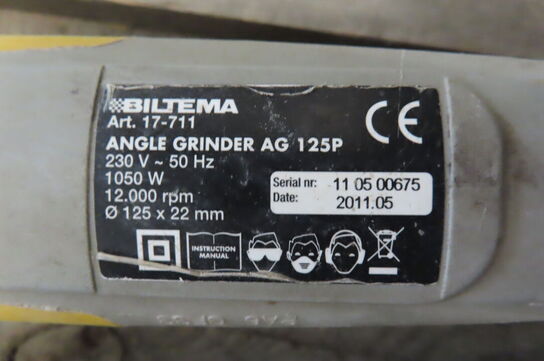 BILTEMA
Art. 17-711
ANGLE GRINDER AG 125P
230 V ~ 50 Hz
1050 W
12.000 rpm
Ø 125 x 22 mm
CE
Serial nr: 11 05 00675
Date: 2011.05
INSTRUCTION
MANUAL